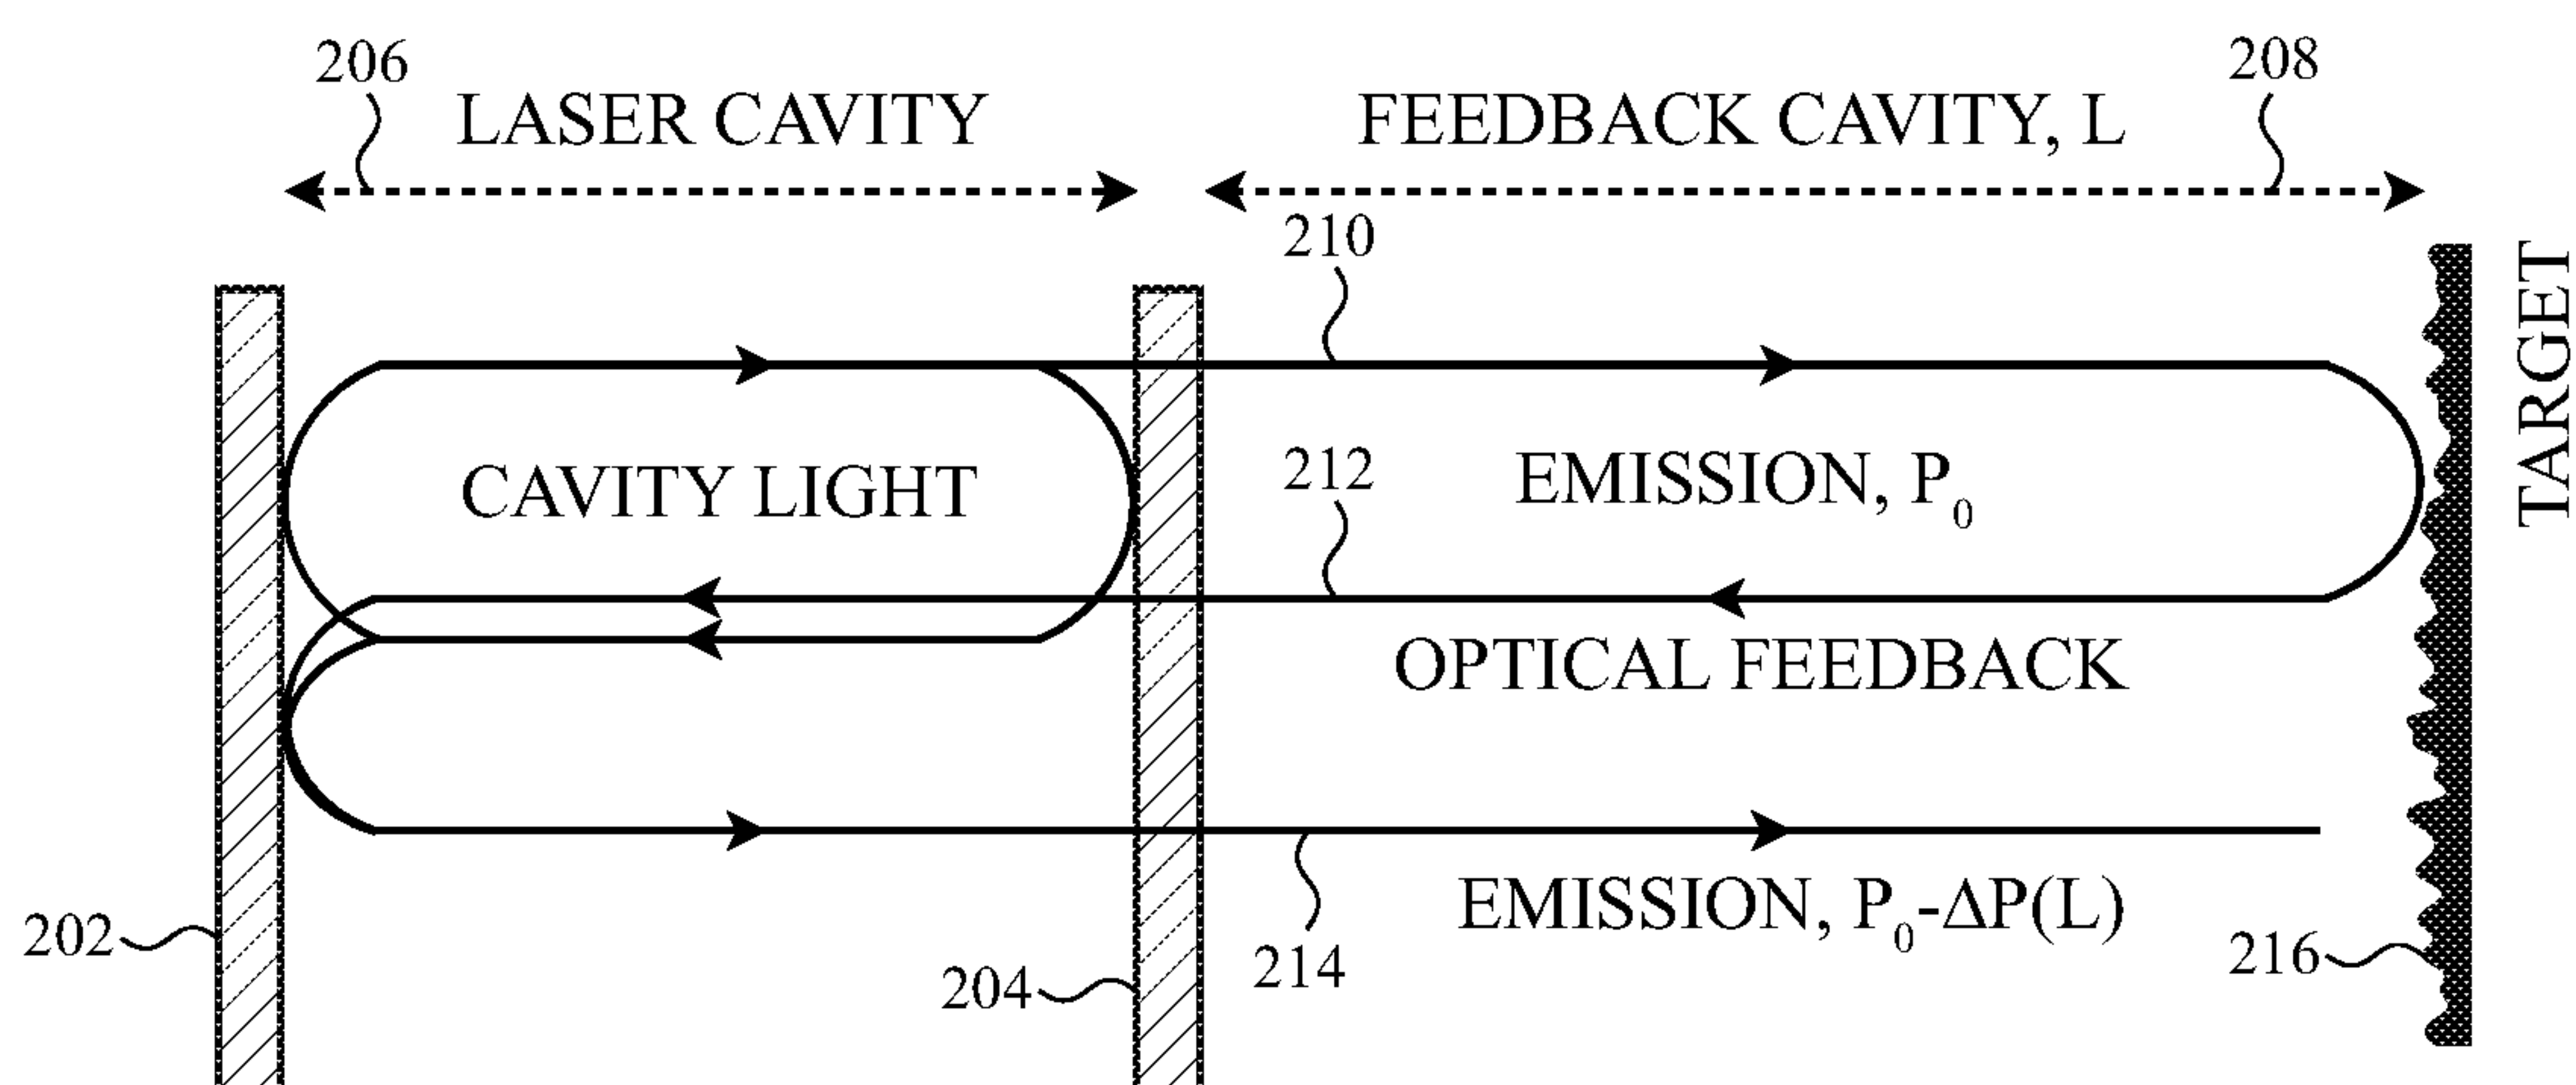 206
LASER CAVITY
FEEDBACK CAVITY, L
208
210
TARGET
CAVITY LIGHT
212
EMISSION, P₀
OPTICAL FEEDBACK
202
204
214
EMISSION, P₀-ΔP(L)
216